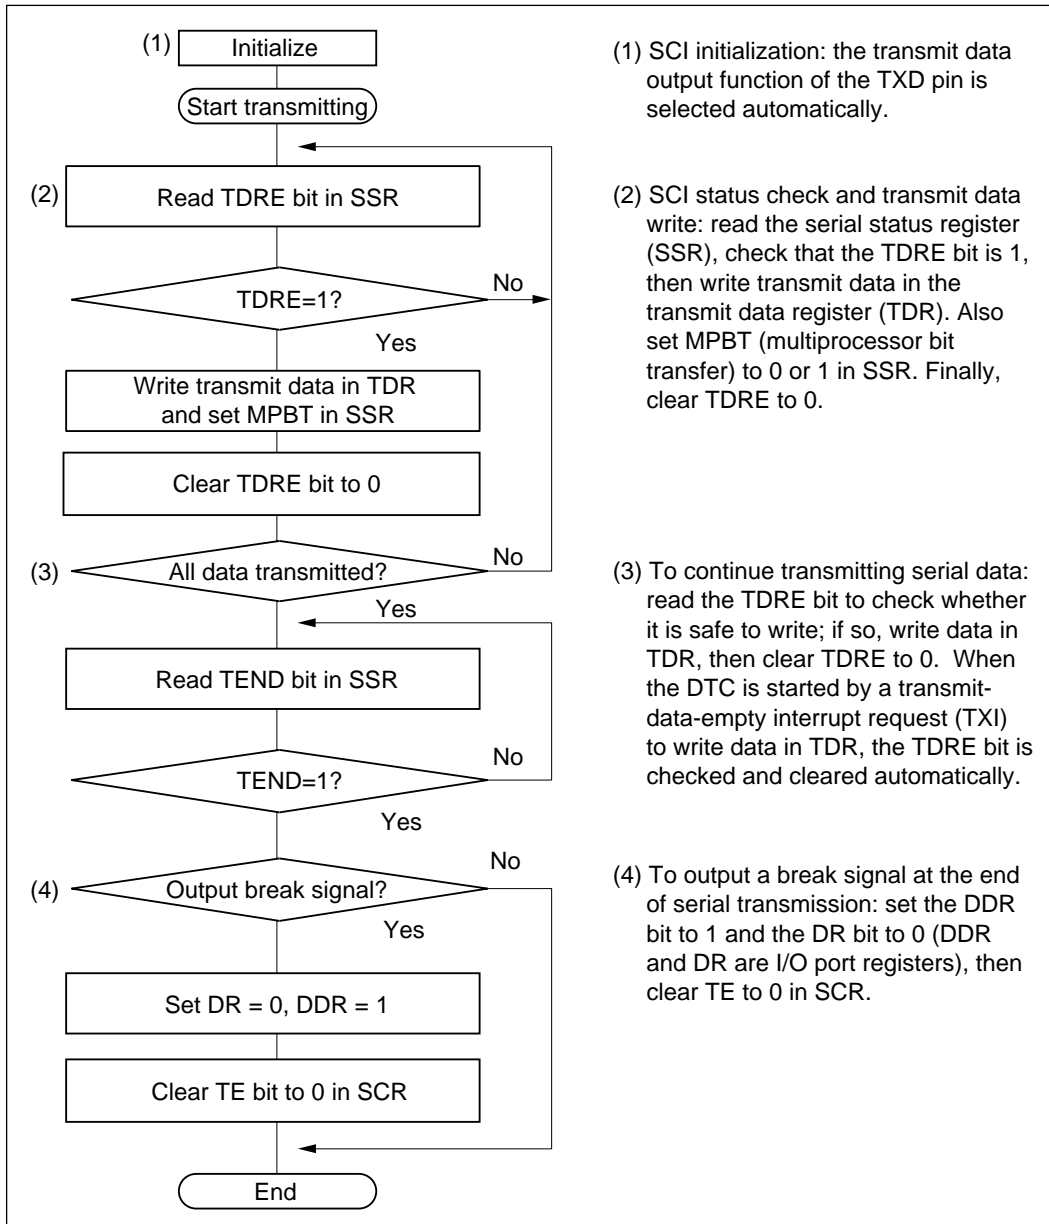 (1) Initialize
Start transmitting
(2) Read TDRE bit in SSR
TDRE=1?
No
Yes
Write transmit data in TDR
and set MPBT in SSR
Clear TDRE bit to 0
(3) All data transmitted?
No
Yes
Read TEND bit in SSR
TEND=1?
No
Yes
(4) Output break signal?
No
Yes
Set DR = 0, DDR = 1
Clear TE bit to 0 in SCR
End
(1) SCI initialization: the transmit data
output function of the TXD pin is
selected automatically.
(2) SCI status check and transmit data
write: read the serial status register
(SSR), check that the TDRE bit is 1,
then write transmit data in the
transmit data register (TDR). Also
set MPBT (multiprocessor bit
transfer) to 0 or 1 in SSR. Finally,
clear TDRE to 0.
(3) To continue transmitting serial data:
read the TDRE bit to check whether
it is safe to write; if so, write data in
TDR, then clear TDRE to 0.  When
the DTC is started by a transmit-
data-empty interrupt request (TXI)
to write data in TDR, the TDRE bit is
checked and cleared automatically.
(4) To output a break signal at the end
of serial transmission: set the DDR
bit to 1 and the DR bit to 0 (DDR
and DR are I/O port registers), then
clear TE to 0 in SCR.